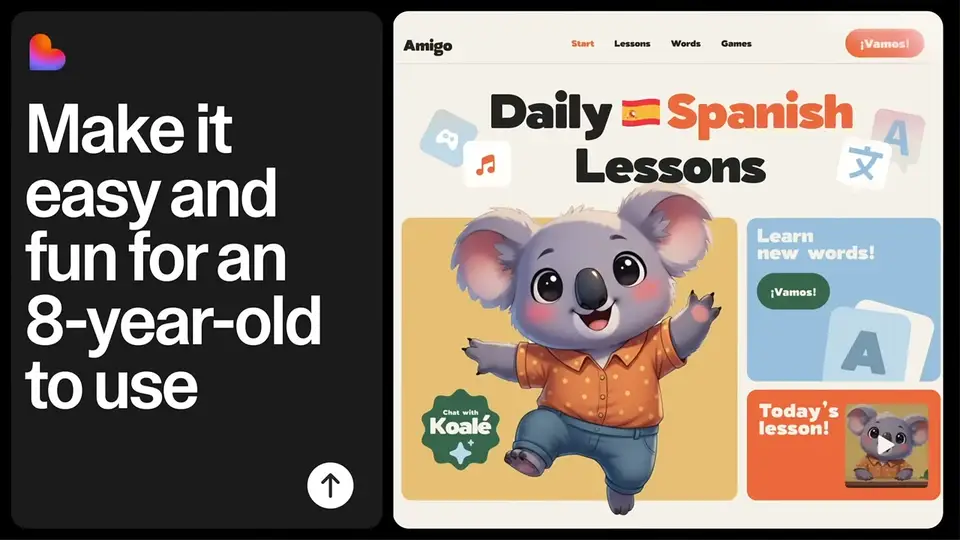 Make it
easy and
fun for an
8-year-old
to use
Amigo
Start Lessons Words Games
¡Vamos!
Daily 🇪🇸 Spanish
Lessons
A
文
Learn
new words!
¡Vamos!
A
Chat with
Koalé
Today's
lesson!